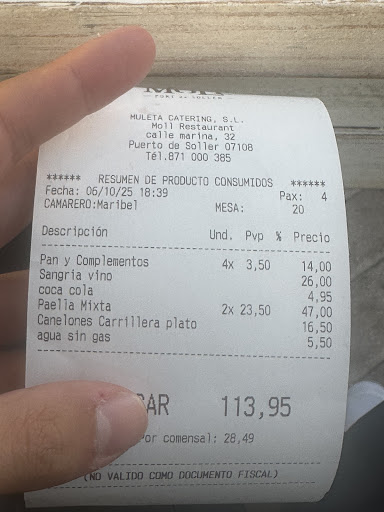 PORT DE SOLLER
MULETA CATERING, S.L.
Moll Restaurant
calle marina, 32
Puerto de Soller 07108
Tél.871 000 385
****** RESUMEN DE PRODUCTO CONSUMIDOS ******
Fecha: 06/10/25 18:39 Pax: 4
CAMARERO:Maribel MESA: 20
Descripción Und. Pvp % Precio
Pan y Complementos 4x 3,50 14,00
Sangria vino 26,00
coca cola 4,95
Paella Mixta 2x 23,50 47,00
Canelones Carrillera plato 16,50
agua sin gas 5,50
113,95
Por comensal: 28,49
(NO VALIDO COMO DOCUMENTO FISCAL)